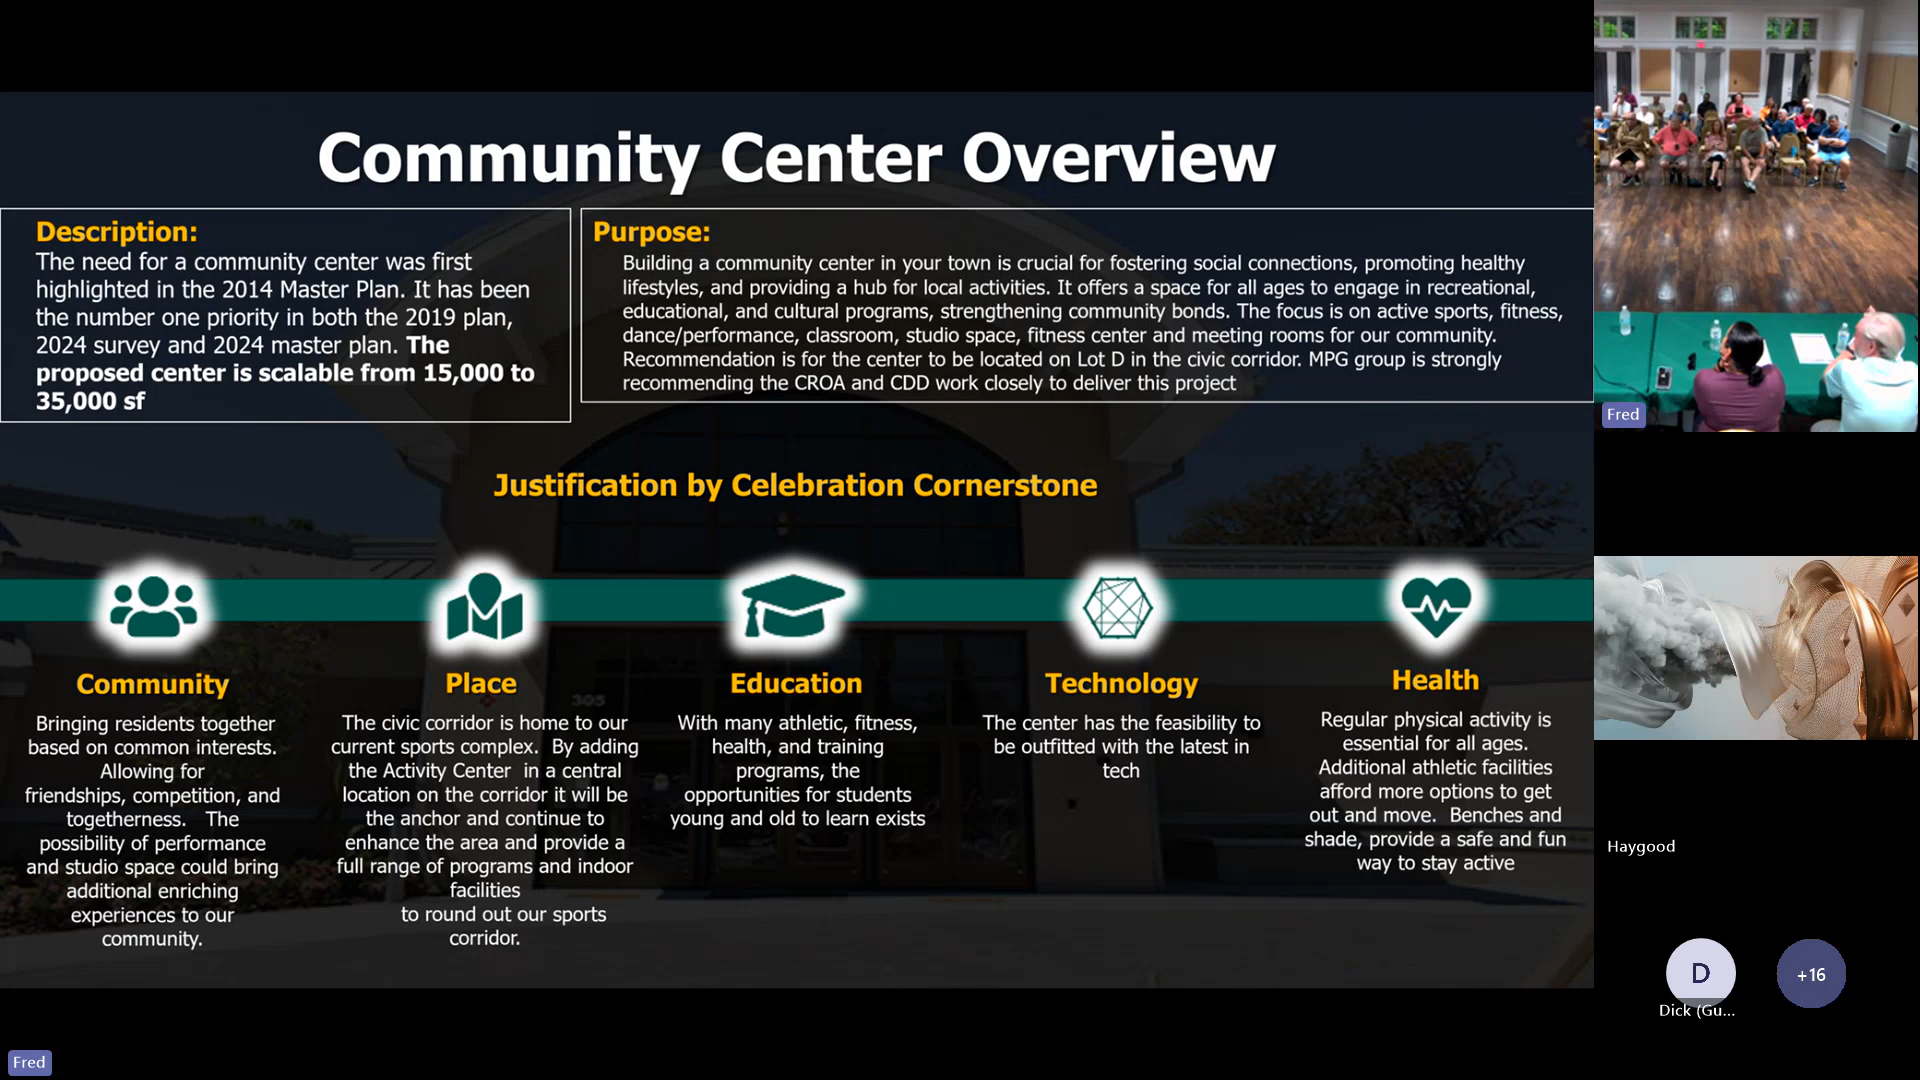 Community Center Overview
Description:
The need for a community center was first
highlighted in the 2014 Master Plan. It has been
the number one priority in both the 2019 plan,
2024 survey and 2024 master plan. The
proposed center is scalable from 15,000 to
35,000 sf
Purpose:
Building a community center in your town is crucial for fostering social connections, promoting healthy
lifestyles, and providing a hub for local activities. It offers a space for all ages to engage in recreational,
educational, and cultural programs, strengthening community bonds. The focus is on active sports, fitness,
dance/performance, classroom, studio space, fitness center and meeting rooms for our community.
Recommendation is for the center to be located on Lot D in the civic corridor. MPG group is strongly
recommending the CROA and CDD work closely to deliver this project
Justification by Celebration Cornerstone
Community
Bringing residents together
based on common interests.
Allowing for
friendships, competition, and
togetherness. The
possibility of performance
and studio space could bring
additional enriching
experiences to our
community.
Place
305
The civic corridor is home to our
current sports complex. By adding
the Activity Center in a central
location on the corridor it will be
the anchor and continue to
enhance the area and provide a
full range of programs and indoor
facilities
to round out our sports
corridor.
Education
With many athletic, fitness,
health, and training
programs, the
opportunities for students
young and old to learn exists
Technology
The center has the feasibility to
be outfitted with the latest in
tech
Health
Regular physical activity is
essential for all ages.
Additional athletic facilities
afford more options to get
out and move. Benches and
shade, provide a safe and fun
way to stay active
Fred
Haygood
D
+16
Dick (Gu...
Fred